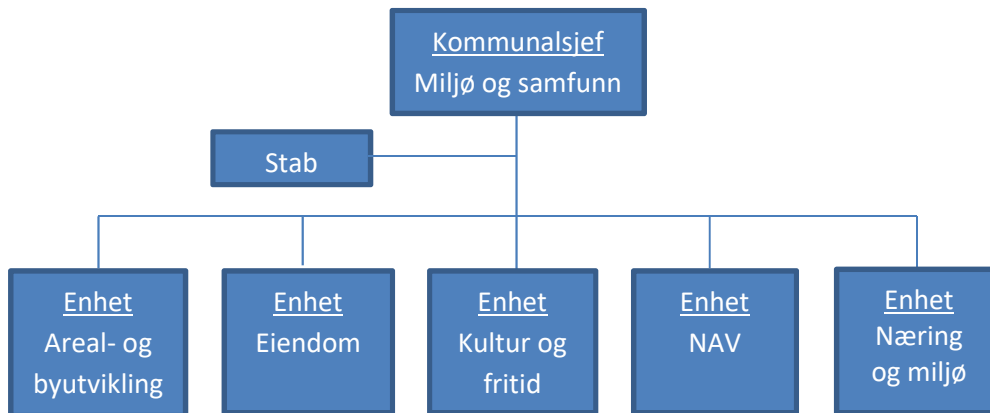 Kommunalsjef
Miljø og samfunn
Stab
Enhet
Areal- og
byutvikling
Enhet
Eiendom
Enhet
Kultur og
fritid
Enhet
NAV
Enhet
Næring
og miljø